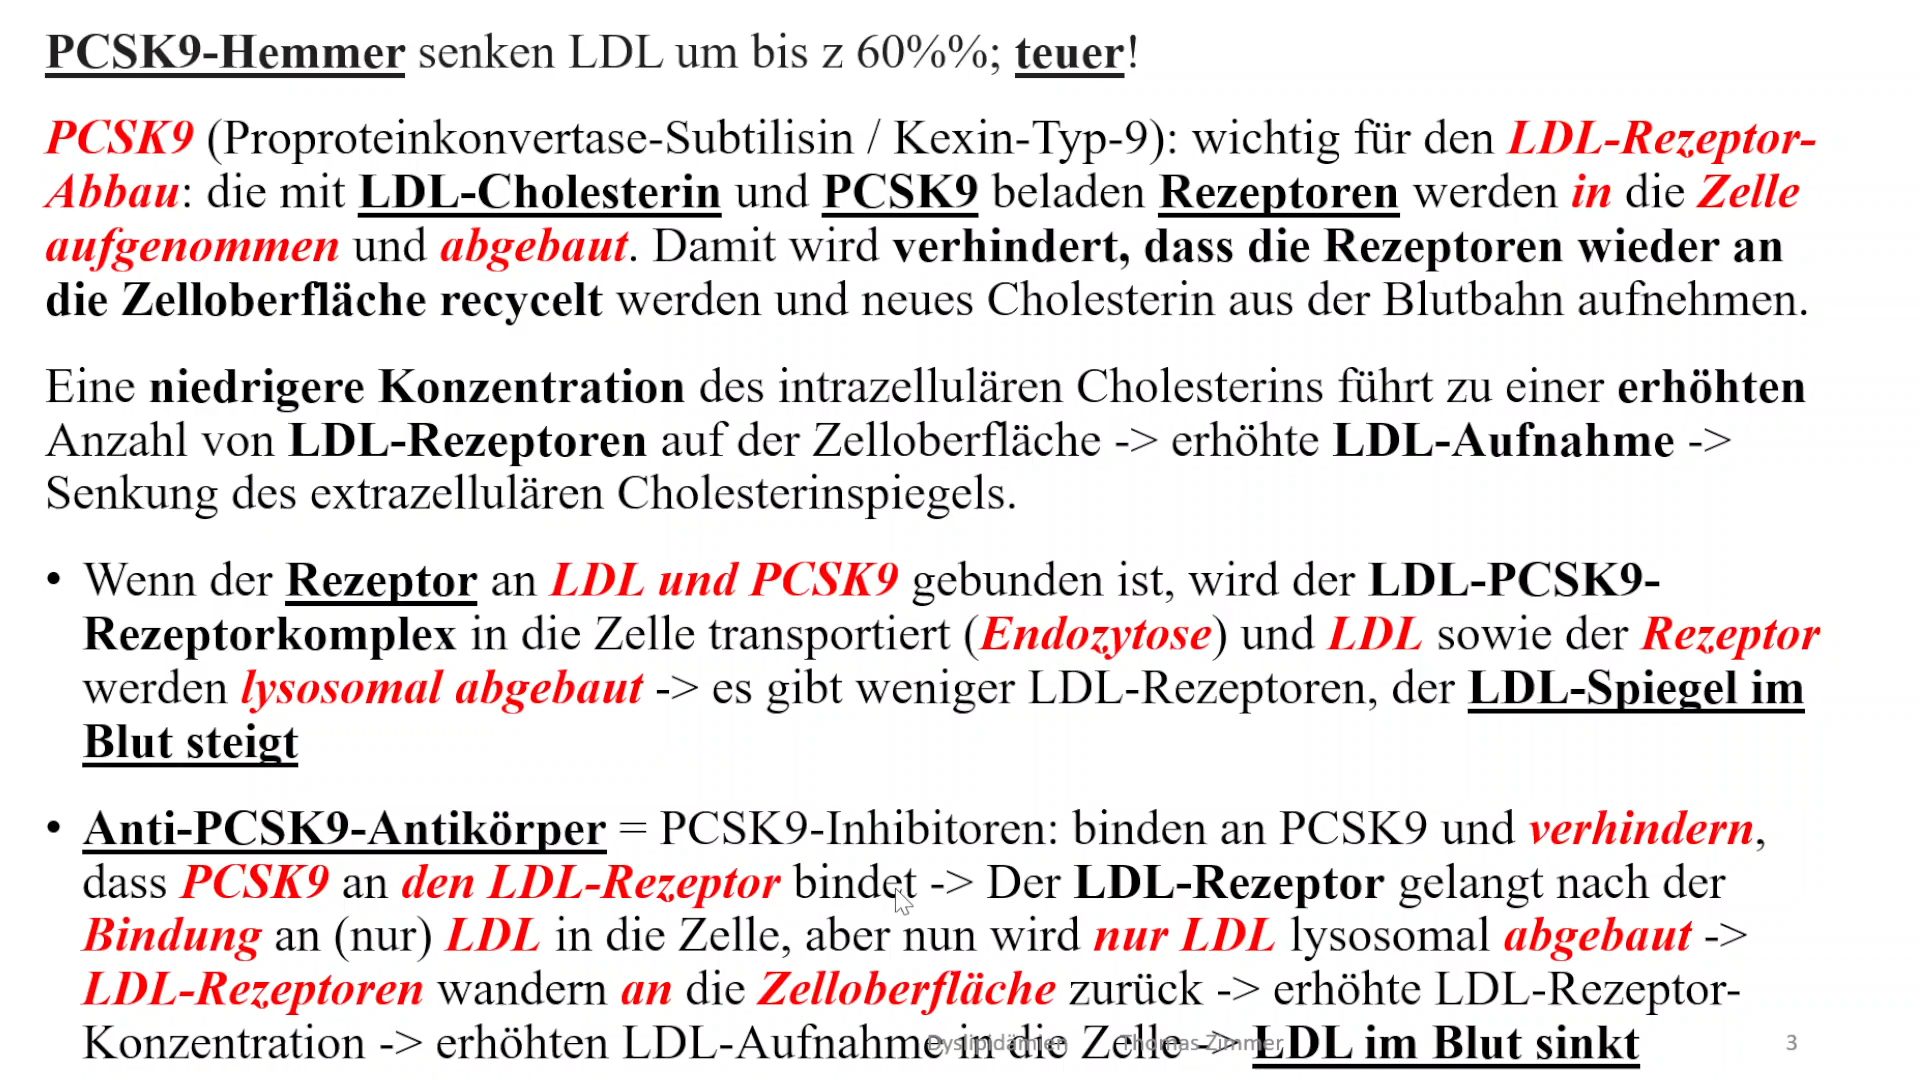 PCSK9-Hemmer senken LDL um bis z 60%%; teuer!
PCSK9 (Proproteinkonvertase-Subtilisin / Kexin-Typ-9): wichtig für den LDL-Rezeptor-
Abbau: die mit LDL-Cholesterin und PCSK9 beladen Rezeptoren werden in die Zelle
aufgenommen und abgebaut. Damit wird verhindert, dass die Rezeptoren wieder an
die Zelloberfläche recycelt werden und neues Cholesterin aus der Blutbahn aufnehmen.
Eine niedrigere Konzentration des intrazellulären Cholesterins führt zu einer erhöhten
Anzahl von LDL-Rezeptoren auf der Zelloberfläche -> erhöhte LDL-Aufnahme ->
Senkung des extrazellulären Cholesterinspiegels.
• Wenn der Rezeptor an LDL und PCSK9 gebunden ist, wird der LDL-PCSK9-
Rezeptorkomplex in die Zelle transportiert (Endozytose) und LDL sowie der Rezeptor
werden lysosomal abgebaut -> es gibt weniger LDL-Rezeptoren, der LDL-Spiegel im
Blut steigt
• Anti-PCSK9-Antikörper = PCSK9-Inhibitoren: binden an PCSK9 und verhindern,
dass PCSK9 an den LDL-Rezeptor bindet -> Der LDL-Rezeptor gelangt nach der
Bindung an (nur) LDL in die Zelle, aber nun wird nur LDL lysosomal abgebaut ->
LDL-Rezeptoren wandern an die Zelloberfläche zurück -> erhöhte LDL-Rezeptor-
Konzentration -> erhöhten LDL-Aufnahme in die Zelle -> LDL im Blut sinkt
Dyslipidämien Thomas Zimmer
3